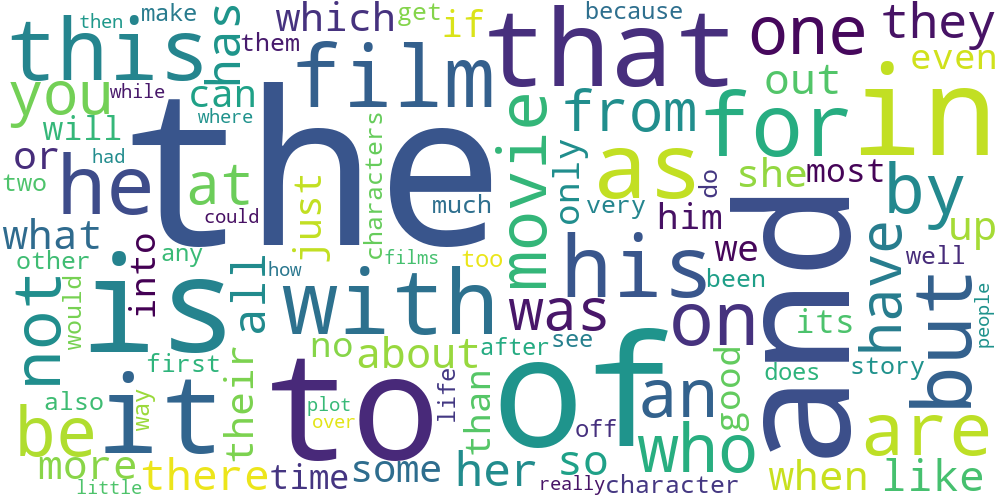 then
make
this
has
them
which
get
if
film
that
because
one
they
even
you
while
can
where
will
the
movie
from
for
out
in
or
had
two
he
at
could
just
characters
much
only
as
very
do
him
she
most
by
up
what
other
into
any
is
all
how
films
too
with
was
his
on
we
been
and
its
have
well
but
people
not
would
first
their
no
about
after
see
to
of
an
good
does
story
be
also
way
it
plot
over
life
than
off
who
are
more
little
there
time
some
her
so
really
character
when
like